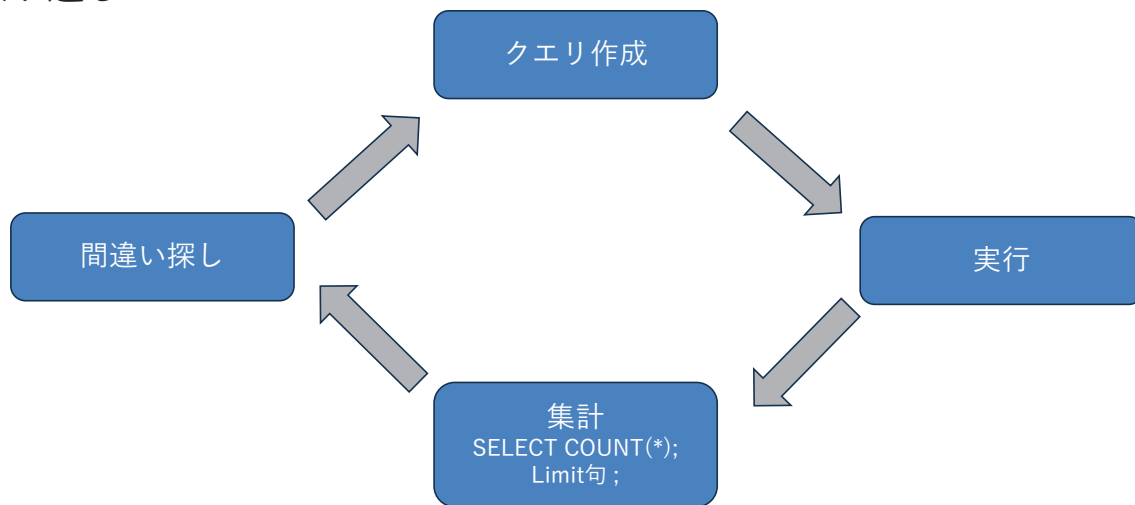 クエリ作成
間違い探し
実行
集計
SELECT COUNT(*);
Limit句 ;